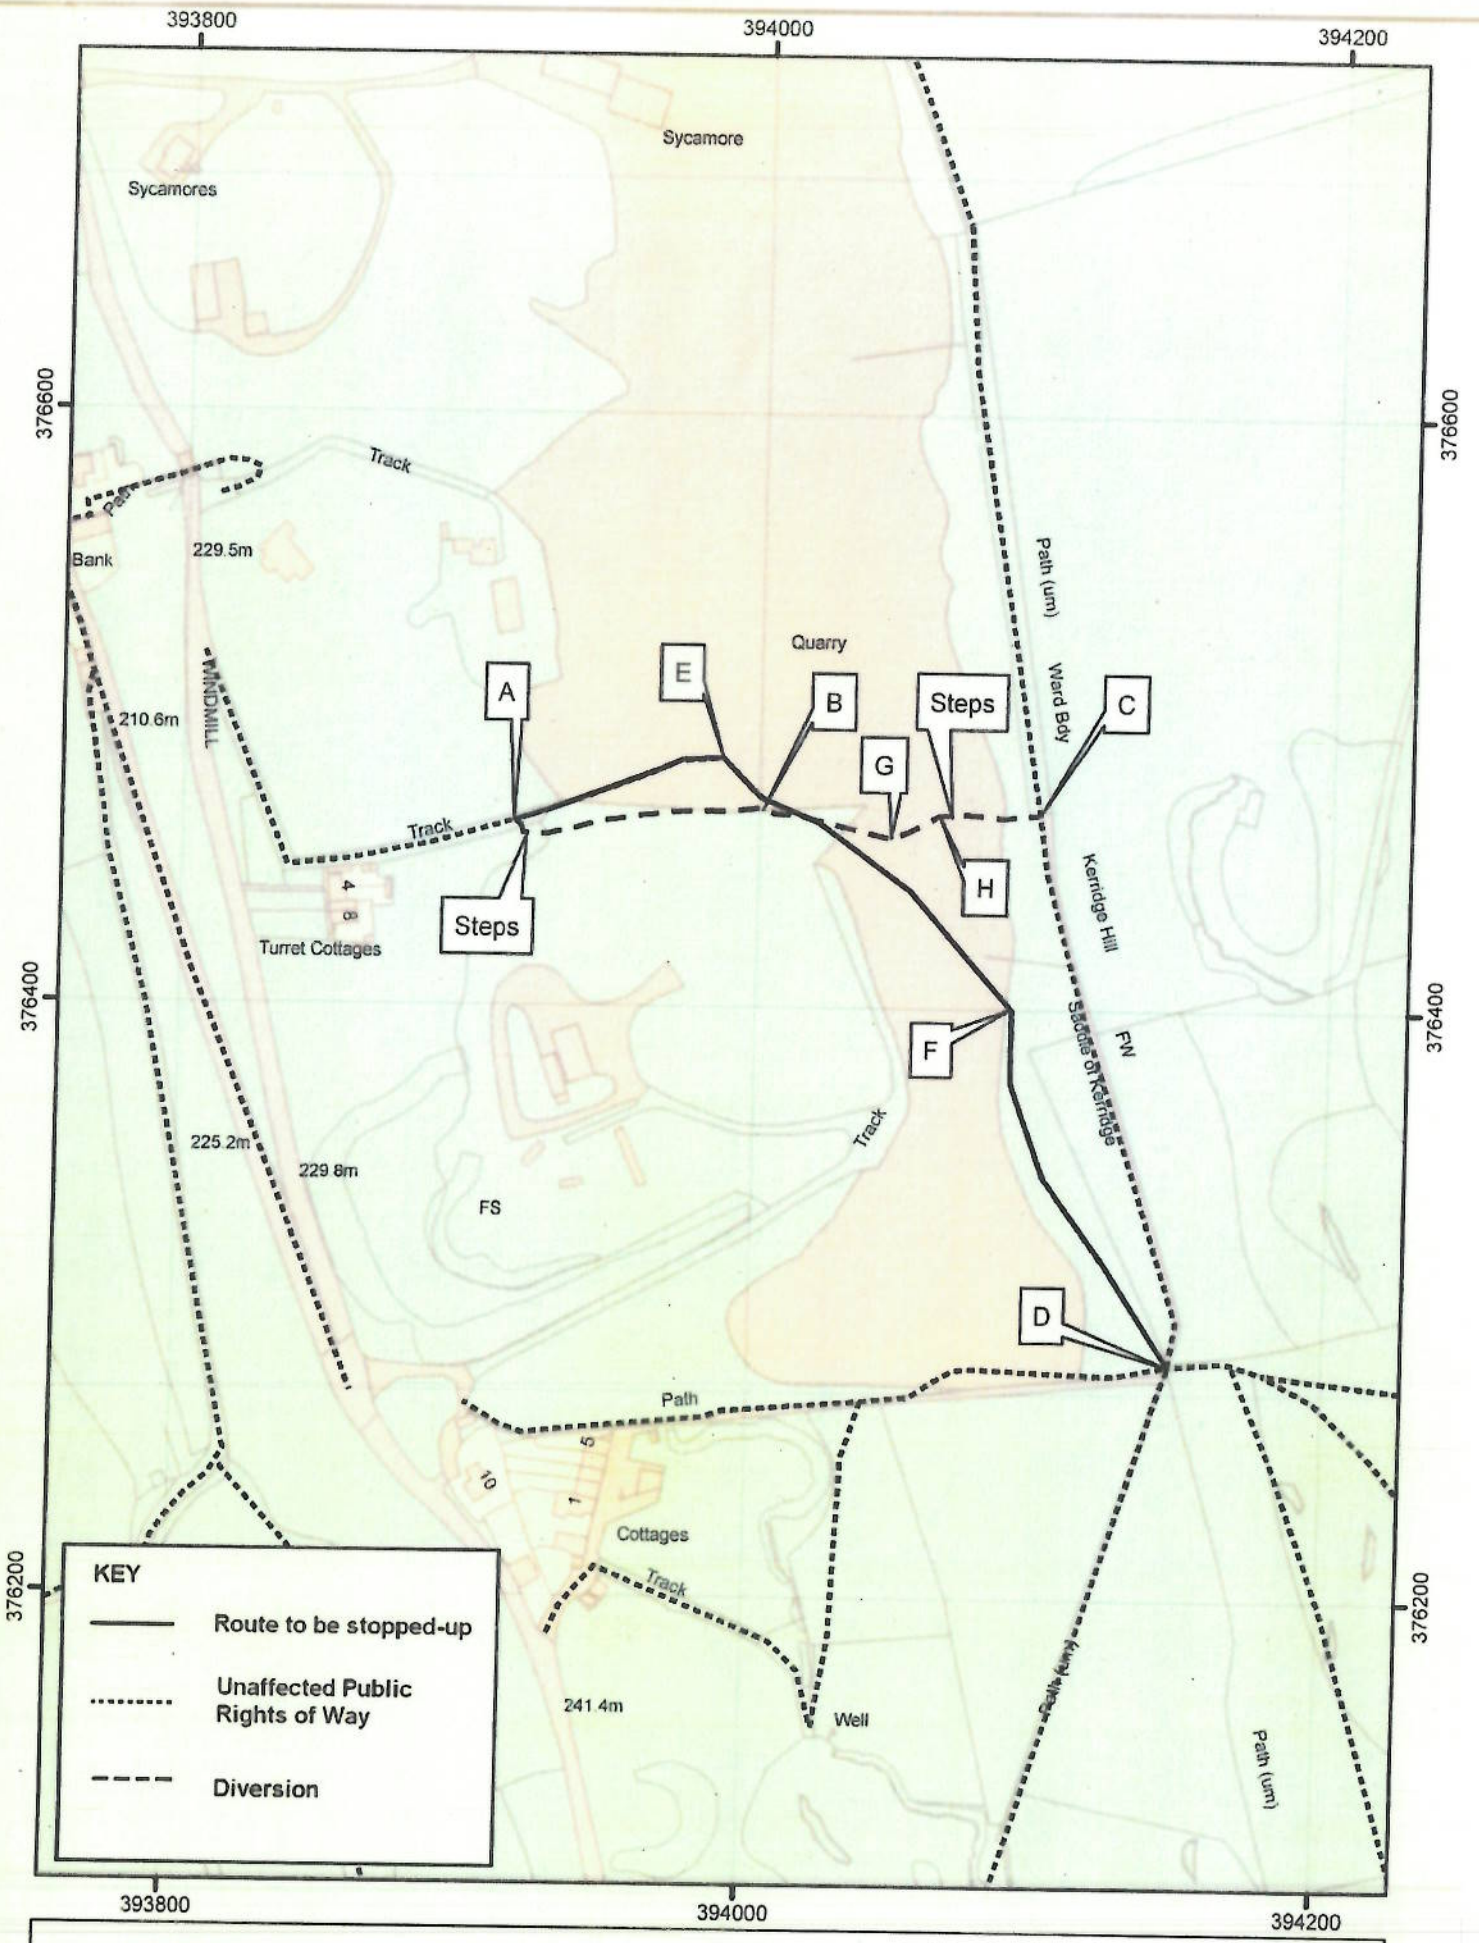 393800
394000
394200
Sycamore
Sycamores
376600
376600
Track
Path
Bank
229.5m
Path (um)
Quarry
E
A
B
Steps
C
WINDMILL
210.6m
Ward Bdy
G
Track
H
4
8
Steps
Turret Cottages
Kerridge Hill
376400
376400
F
FW
Saddle of Kerridge
Track
225.2m
229.8m
FS
D
Path
5
10
1
Cottages
Track
376200
376200
KEY
Route to be stopped-up
Unaffected Public
Rights of Way
Diversion
241.4m
Well
Path (um)
Path (um)
393800
394000
394200